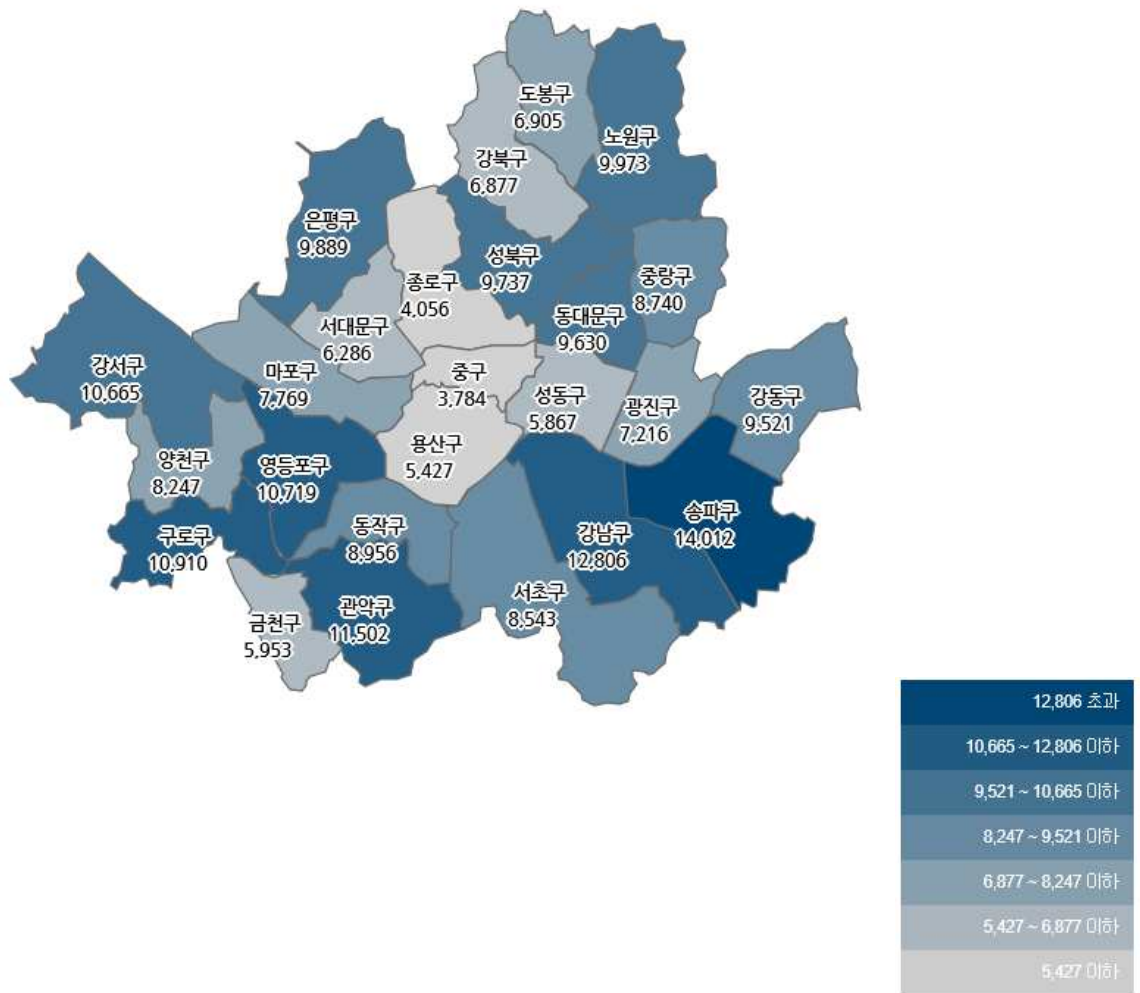 도봉구
6,905
노원구
9,973
강북구
6,877
은평구
9,889
성북구
9,737
종로구
4,056
중랑구
8,740
동대문구
9,630
서대문구
6,286
강서구
10,665
마포구
7,769
중구
3,784
성동구
5,867
광진구
7,216
강동구
9,521
양천구
8,247
영등포구
10,719
용산구
5,427
송파구
14,012
강남구
12,806
동작구
8,956
구로구
10,910
서초구
8,543
관악구
11,502
금천구
5,953
12,806 초과
10,665 ~ 12,806 이하
9,521 ~ 10,665 이하
8,247 ~ 9,521 이하
6,877 ~ 8,247 이하
5,427 ~ 6,877 이하
5,427 이하